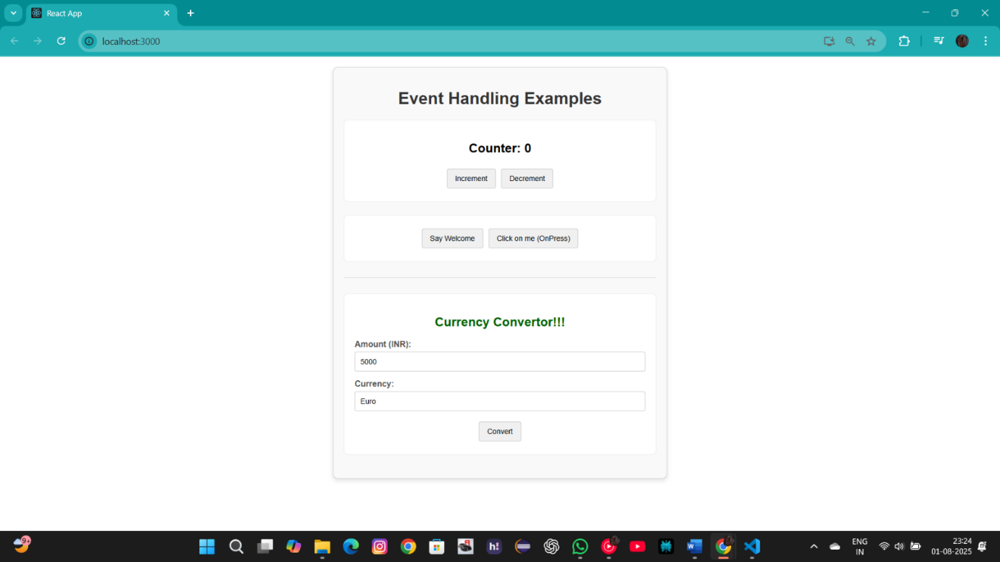 React App
localhost:3000
Event Handling Examples
Counter: 0
Increment Decrement
Say Welcome Click on me (OnPress)
Currency Convertor!!!
Amount (INR):
5000
Currency:
Euro
Convert
9+
h!
W
ENG
IN
23:24
01-08-2025